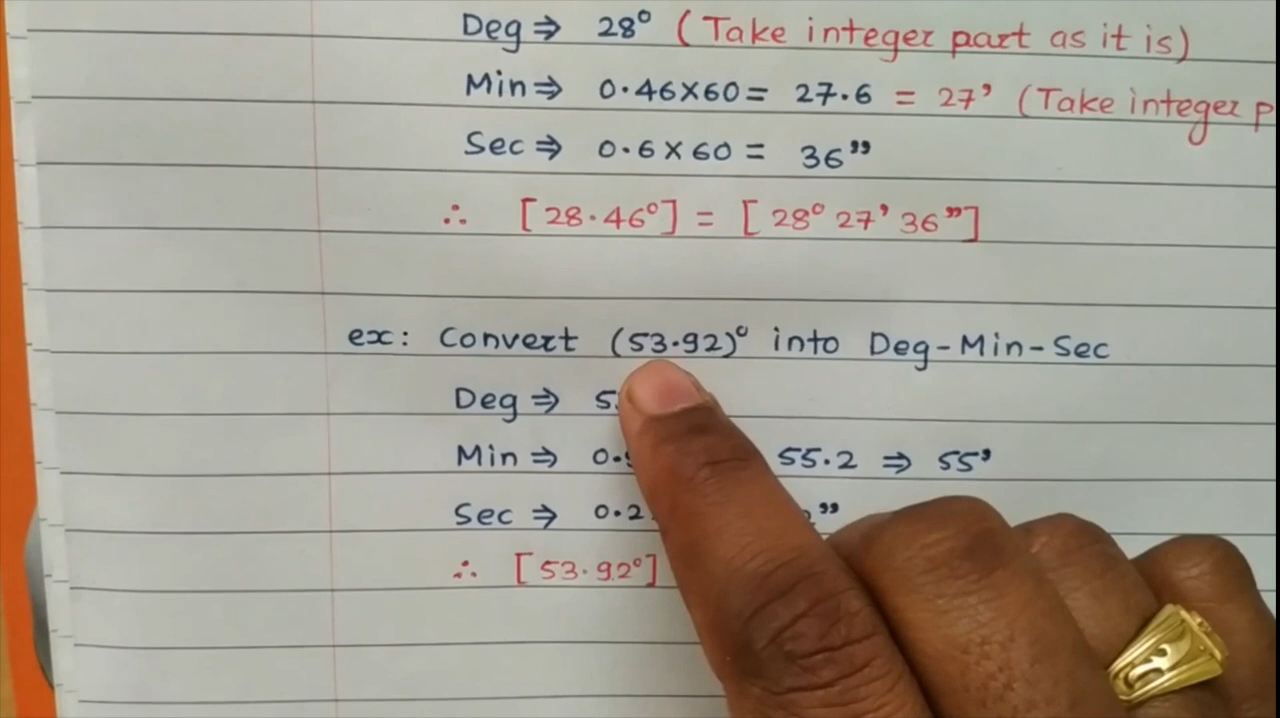 Deg ⇒ 28° (Take integer part as it is)
Min ⇒ 0.46×60 = 27.6 = 27' (Take integer
Sec ⇒ 0.6×60 = 36"
∴ [28.46°] = [28° 27' 36"]
ex: Convert (53.92)° into Deg-Min-Sec
Deg ⇒
Min ⇒ 55.2 ⇒ 55'
Sec ⇒ 0.2 "
∴ [53.92°]